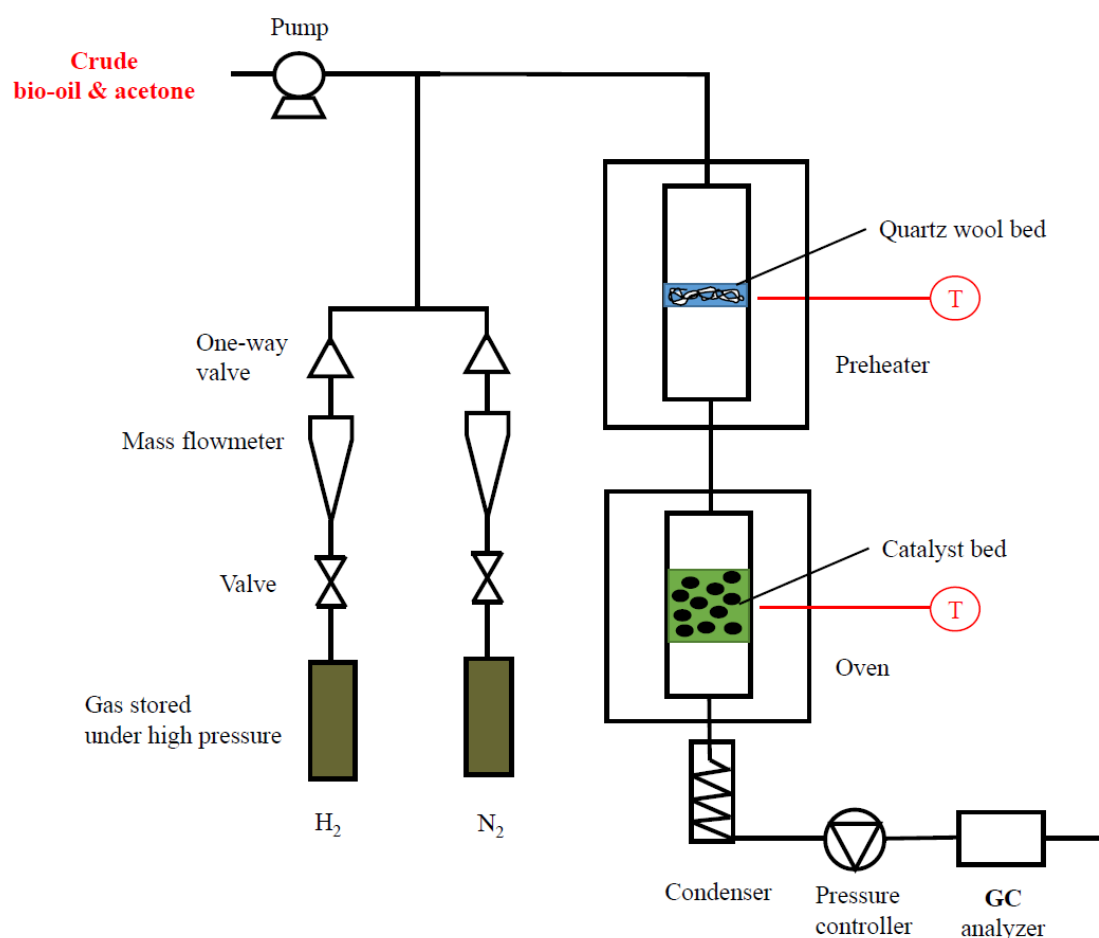 Pump
Crude
bio-oil & acetone
Quartz wool bed
T
One-way
valve
Preheater
Mass flowmeter
Catalyst bed
Valve
T
Oven
Gas stored
under high pressure
H₂
N₂
Condenser
Pressure
controller
GC
analyzer